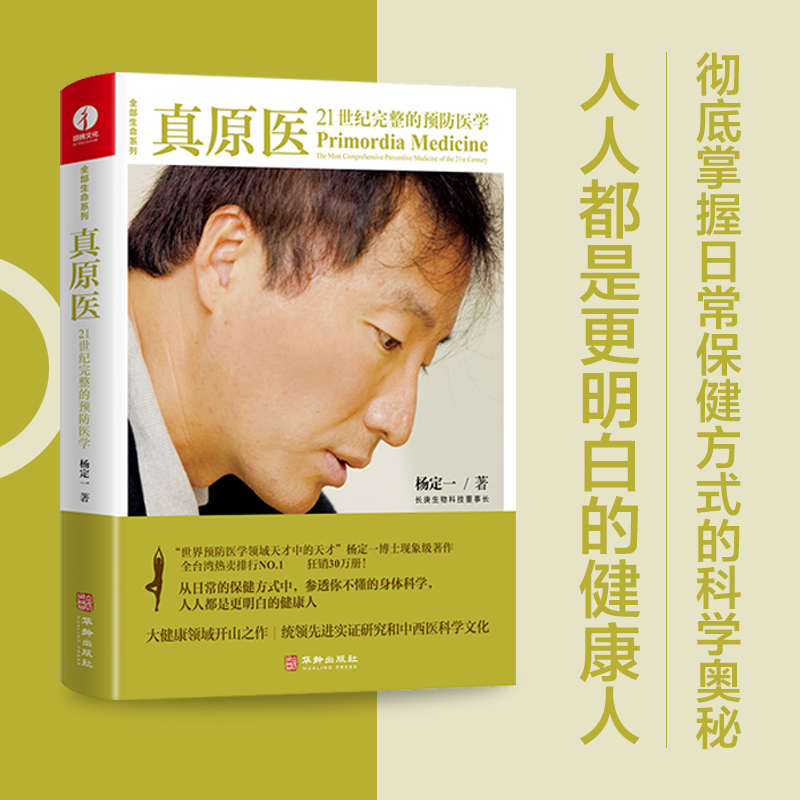 全部生命系列
真原医
21世纪完整的预防医学
Primordia Medicine
The Most Comprehensive Preventive Medicine of the 21st Century
杨定一/著
长庚生物科技董事长
“世界预防医学领域天才中的天才”杨定一博士现象级著作
全台湾热卖排行NO.1 狂销30万册！
从日常的保健方式中，参透你不懂的身体科学，
人人都是更明白的健康人
大健康领域开山之作|统领先进实证研究和中西医科学文化
华龄出版社
HUALING PRESS
全部生命系列
真原医
21世纪完整的预防医学
杨定一 著
彻底掌握日常保健方式的科学奥秘
人人都是更明白的健康人